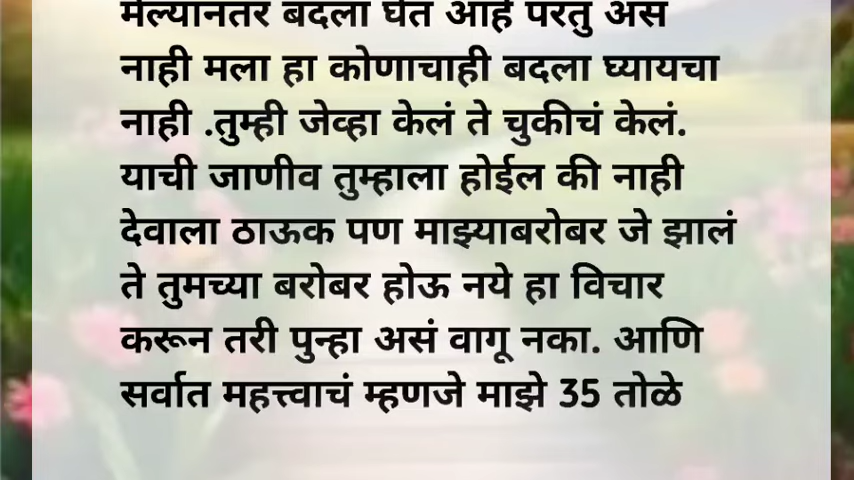 मेल्यानंतर बदला घेत आहे परंतु असं
नाही मला हा कोणाचाही बदला घ्यायचा
नाही .तुम्ही जेव्हा केलं ते चुकीचं केलं.
याची जाणीव तुम्हाला होईल की नाही
देवाला ठाऊक पण माझ्याबरोबर जे झालं
ते तुमच्या बरोबर होऊ नये हा विचार
करून तरी पुन्हा असं वागू नका. आणि
सर्वात महत्त्वाचं म्हणजे माझे 35 तोळे